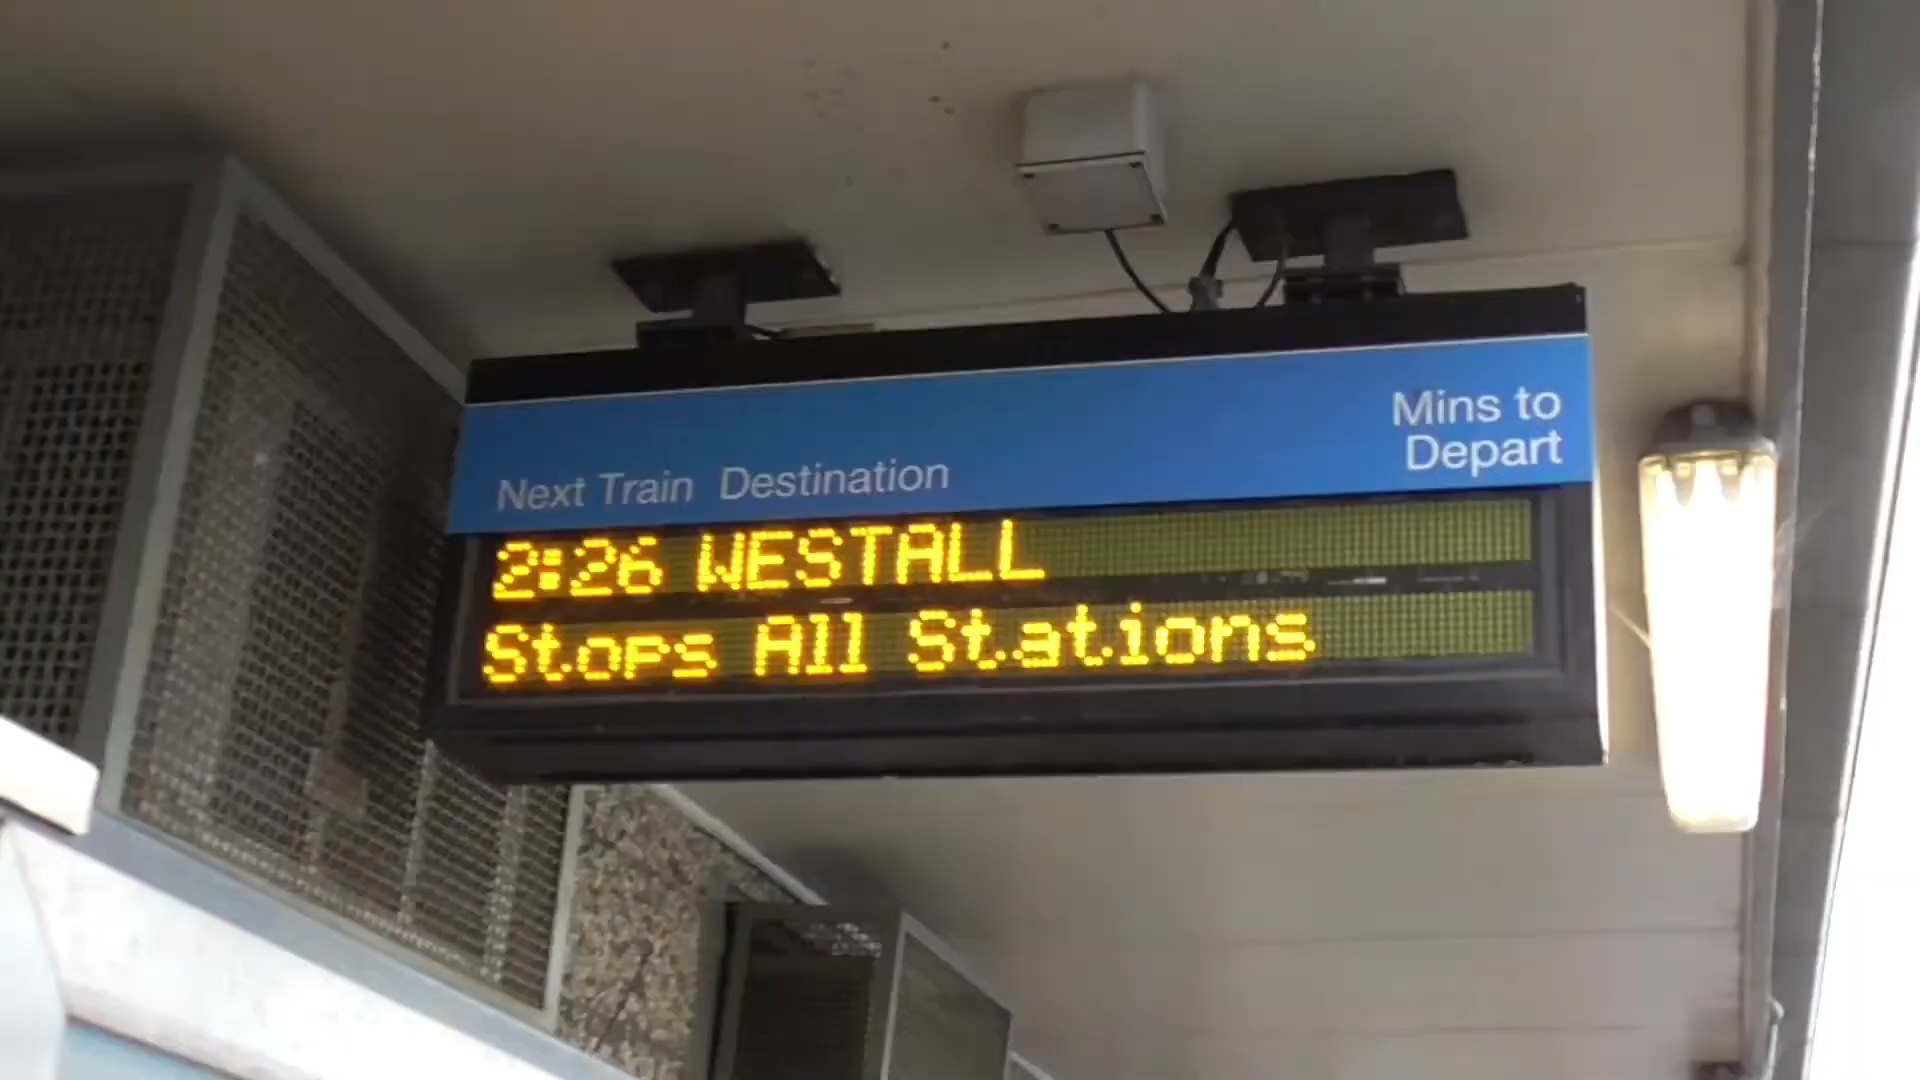 Mins to
Depart
Next Train Destination
2:26 WESTALL
Stops All Stations